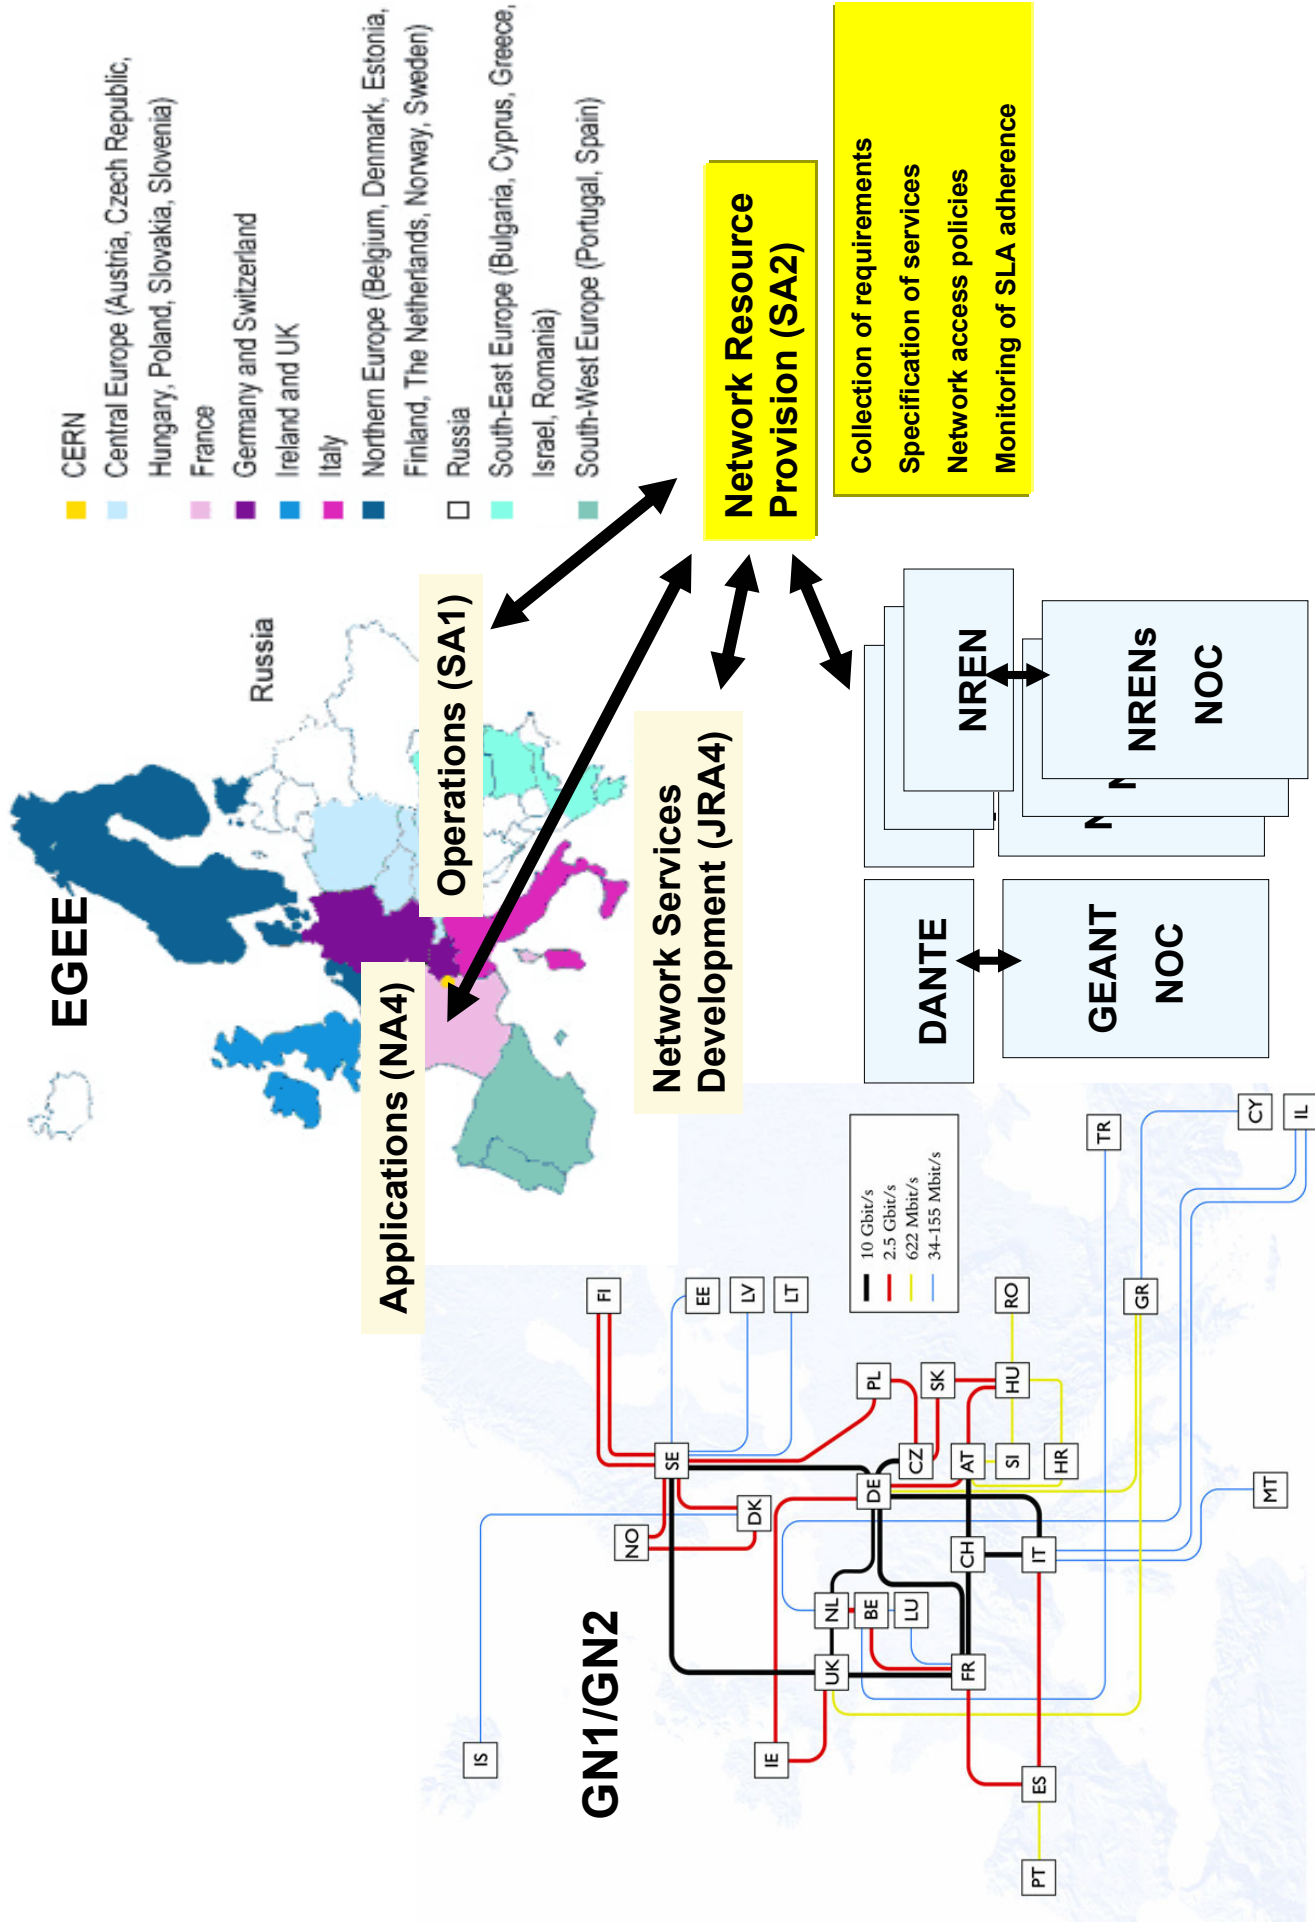 EGEE
CERN
Central Europe (Austria, Czech Republic,
Hungary, Poland, Slovakia, Slovenia)
France
Germany and Switzerland
Ireland and UK
Italy
Northern Europe (Belgium, Denmark, Estonia,
Finland, The Netherlands, Norway, Sweden)
Russia
South-East Europe (Bulgaria, Cyprus, Greece,
Israel, Romania)
South-West Europe (Portugal, Spain)
Russia
Applications (NA4)
Operations (SA1)
Network Services
Development (JRA4)
Network Resource
Provision (SA2)
Collection of requirements
Specification of services
Network access policies
Monitoring of SLA adherence
DANTE
GEANT
NOC
NREN
NRENs
NOC
N
N
GN1/GN2
10 Gbit/s
2.5 Gbit/s
622 Mbit/s
34-155 Mbit/s
IS
FI
NO
SE
EE
LV
LT
DK
IE
UK
NL
BE
LU
DE
PL
CZ
SK
FR
CH
AT
HU
RO
SI
HR
PT
ES
IT
GR
TR
MT
CY
IL